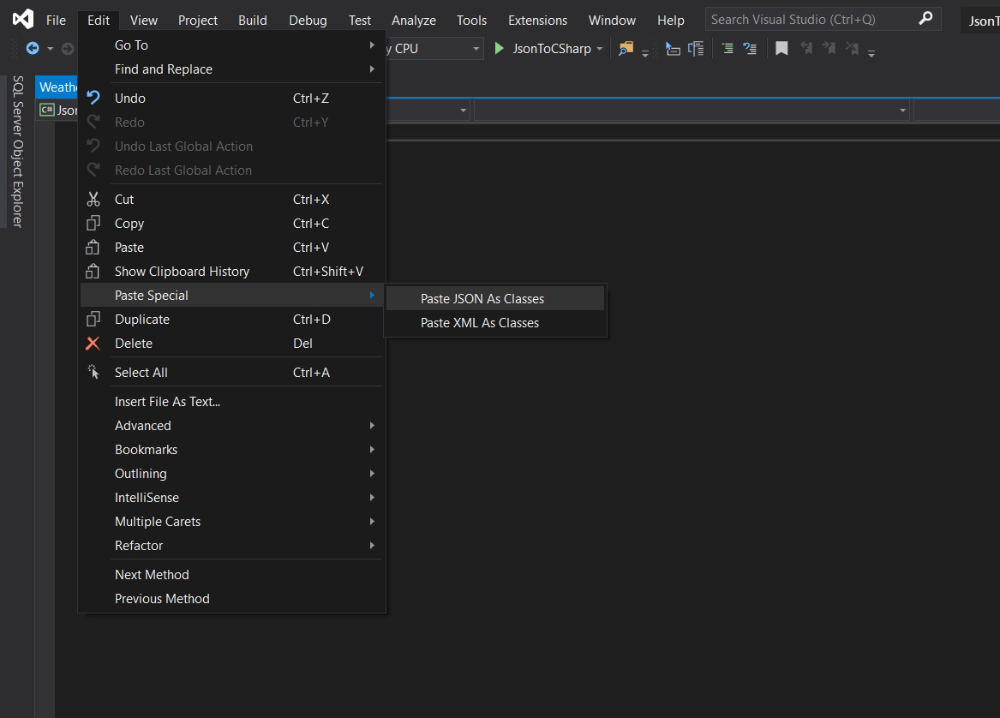 File Edit View Project Build Debug Test Analyze Tools Extensions Window Help Search Visual Studio (Ctrl+Q) JsonT
y CPU JsonToCSharp
SQL Server Object Explorer
Weathe
C# Json
Go To
Find and Replace
Undo Ctrl+Z
Redo Ctrl+Y
Undo Last Global Action
Redo Last Global Action
Cut Ctrl+X
Copy Ctrl+C
Paste Ctrl+V
Show Clipboard History Ctrl+Shift+V
Paste Special
Paste JSON As Classes
Paste XML As Classes
Duplicate Ctrl+D
Delete Del
Select All Ctrl+A
Insert File As Text...
Advanced
Bookmarks
Outlining
IntelliSense
Multiple Carets
Refactor
Next Method
Previous Method